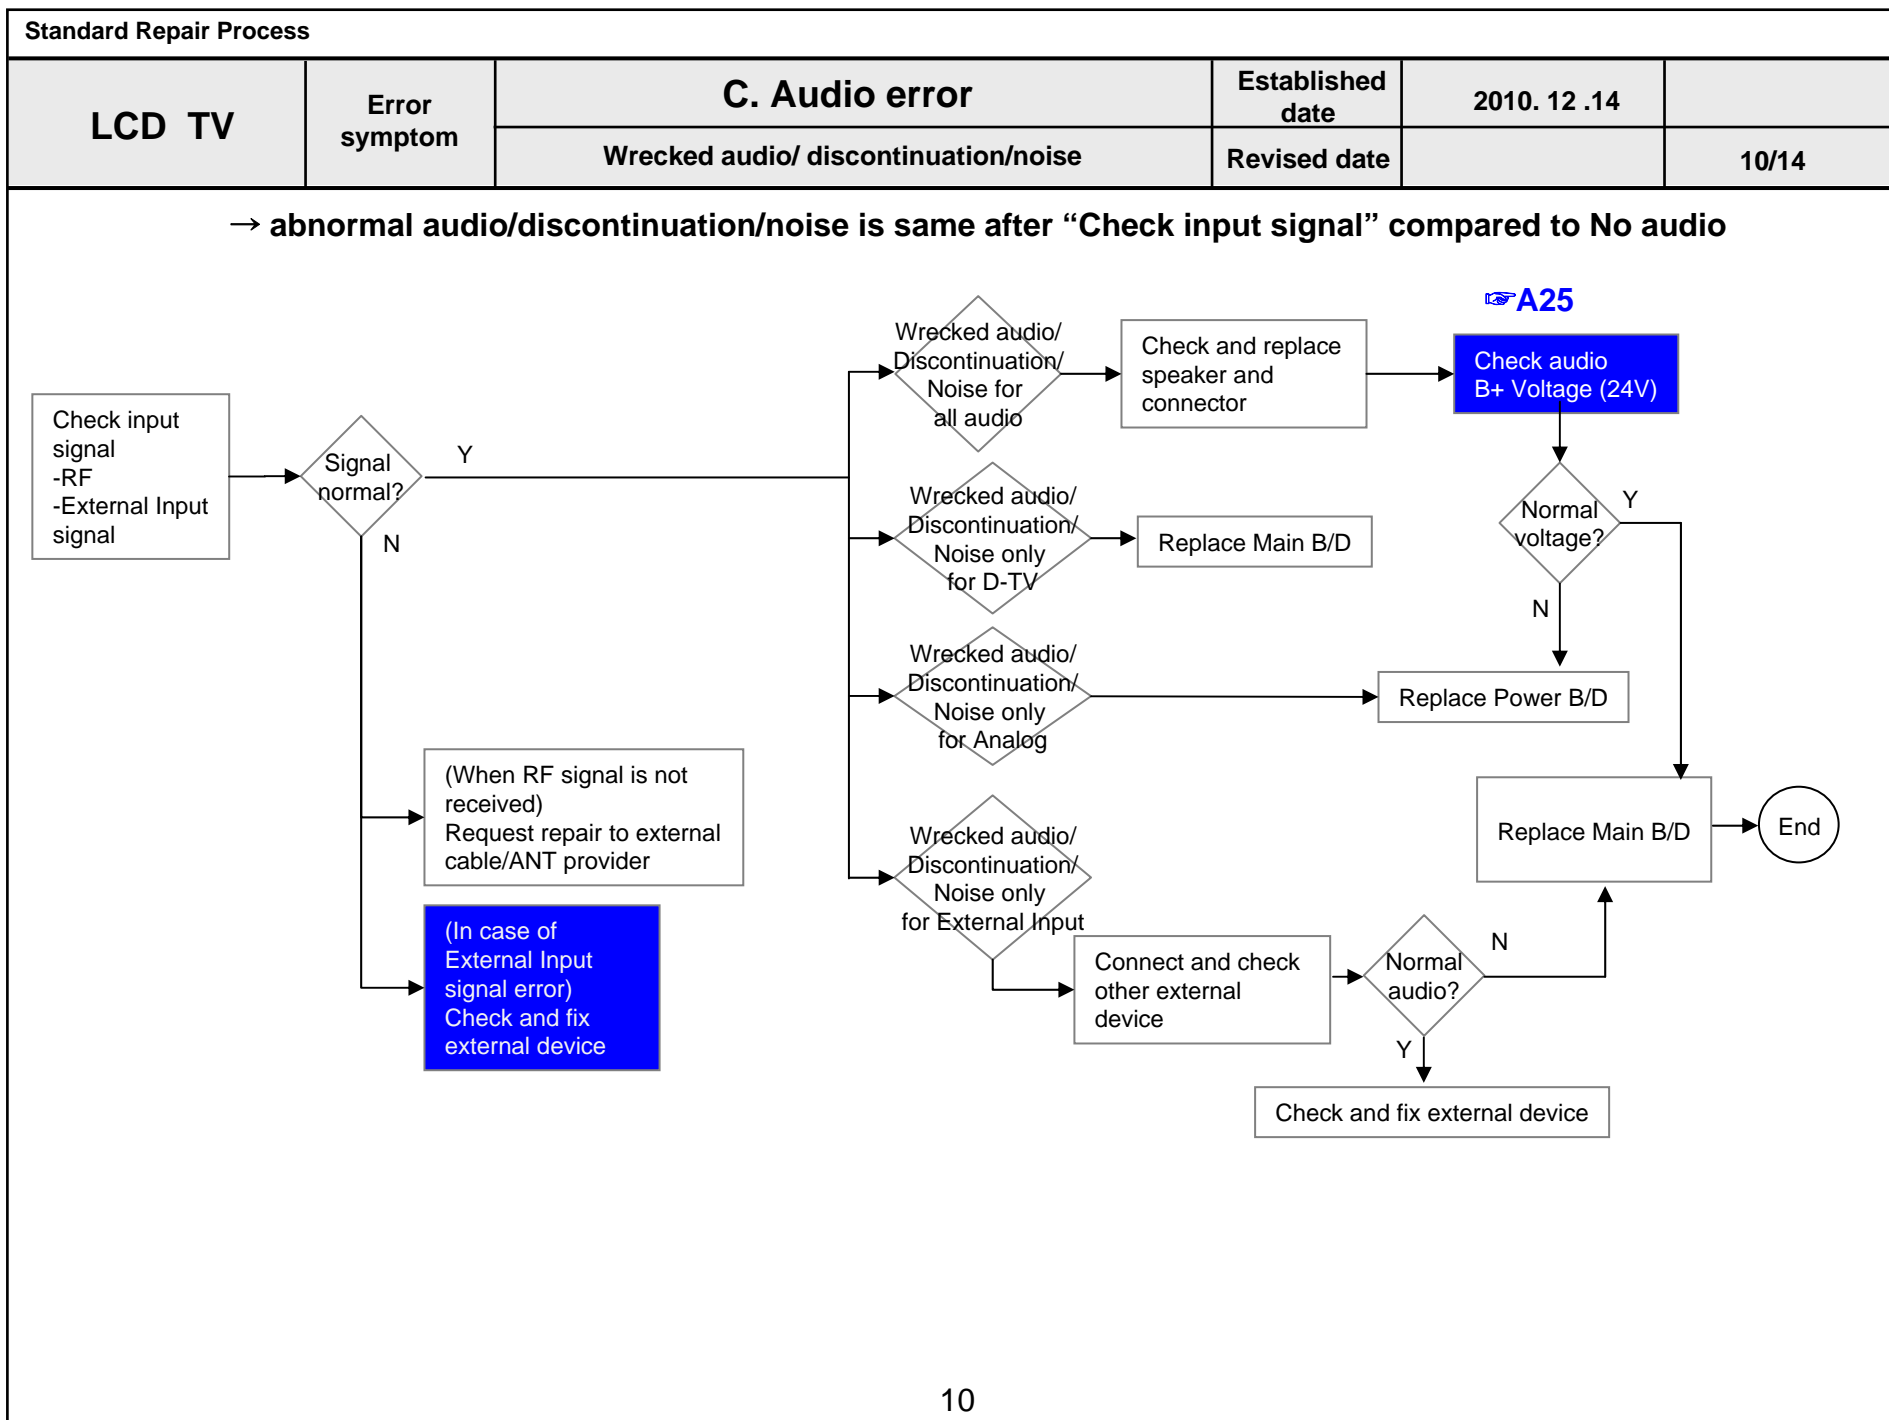 Standard Repair Process
LCD TV
Error
symptom
C. Audio error
Established
date
2010. 12 .14
Wrecked audio/ discontinuation/noise
Revised date
10/14
→ abnormal audio/discontinuation/noise is same after “Check input signal” compared to No audio
☞A25
Check input
signal
-RF
-External Input
signal
Signal
normal?
Y
N
Wrecked audio/
Discontinuation/
Noise for
all audio
Check and replace
speaker and
connector
Check audio
B+ Voltage (24V)
Normal
voltage?
Y
N
Wrecked audio/
Discontinuation/
Noise only
for D-TV
Replace Main B/D
Wrecked audio/
Discontinuation/
Noise only
for Analog
Replace Power B/D
(When RF signal is not
received)
Request repair to external
cable/ANT provider
Wrecked audio/
Discontinuation/
Noise only
for External Input
Replace Main B/D
End
(In case of
External Input
signal error)
Check and fix
external device
Connect and check
other external
device
Normal
audio?
N
Y
Check and fix external device
10